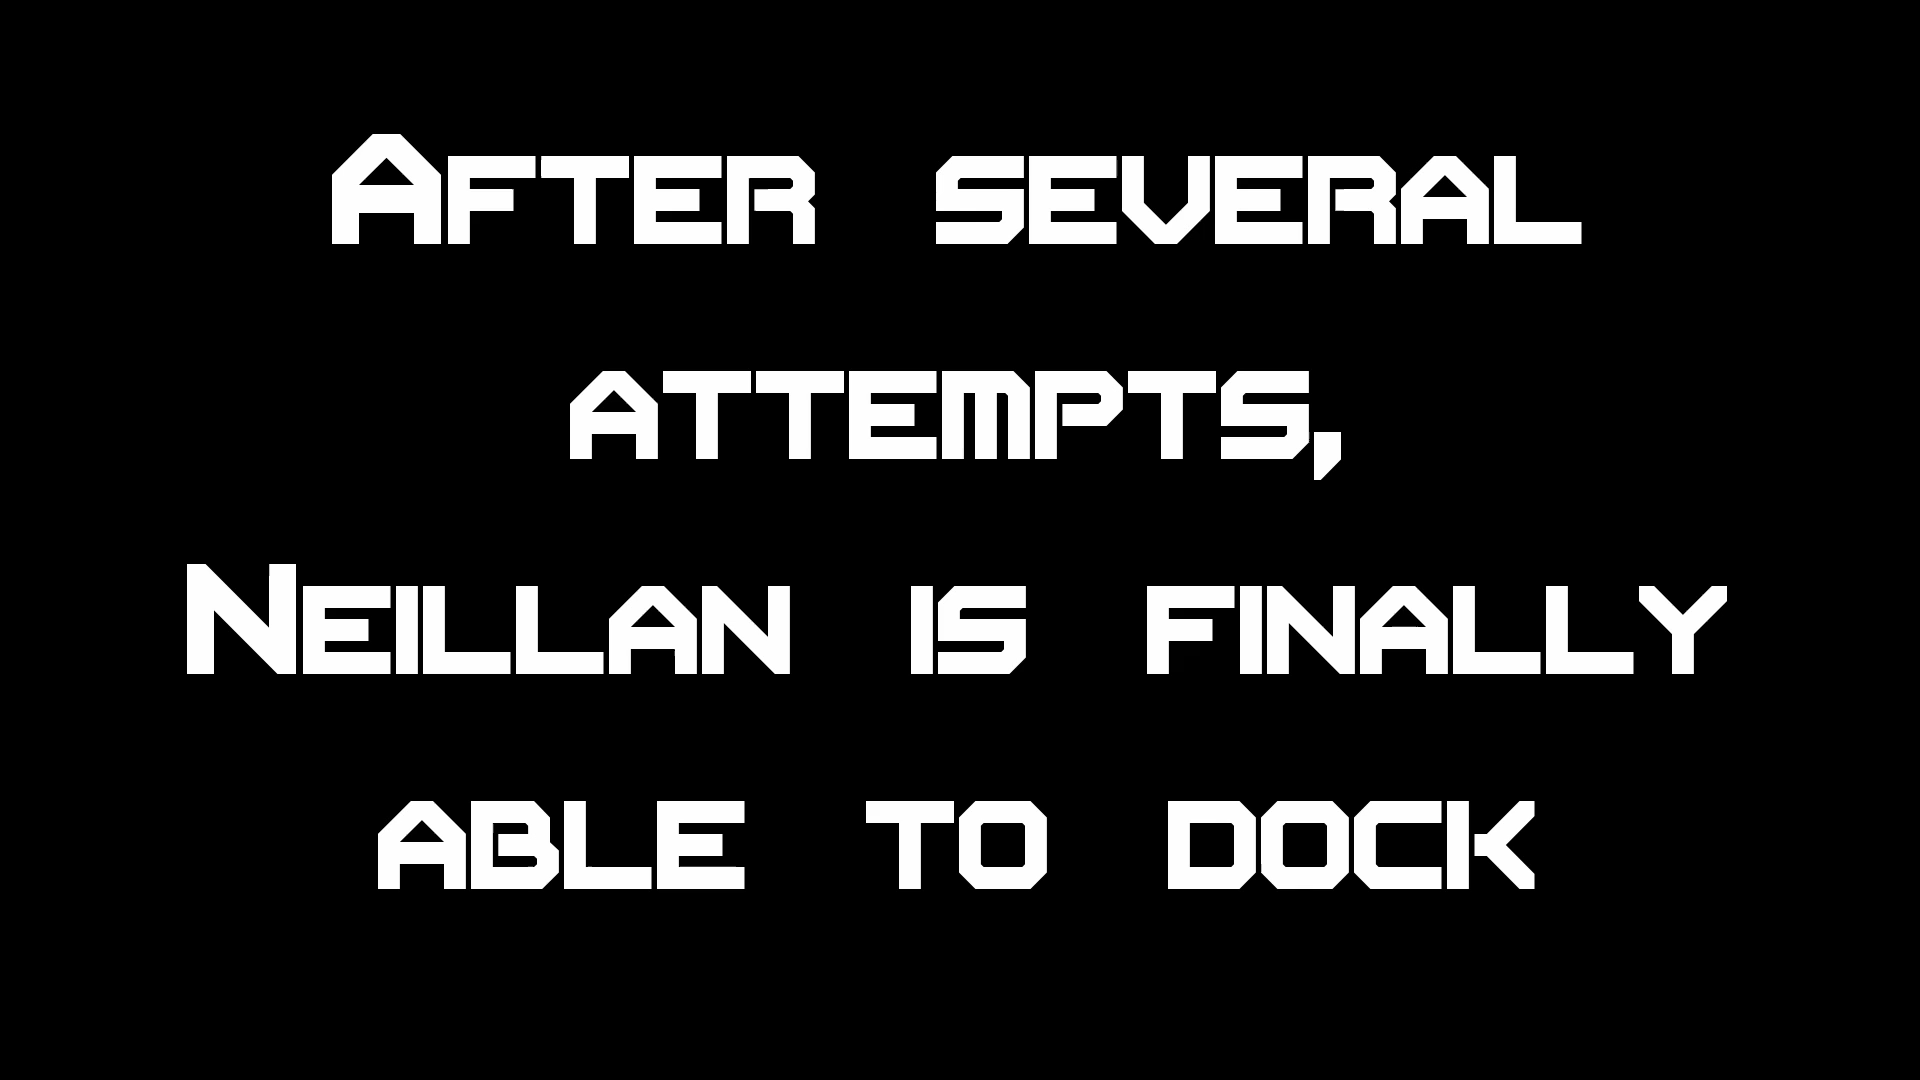 After several
attempts,
Neillan is finally
able to dock